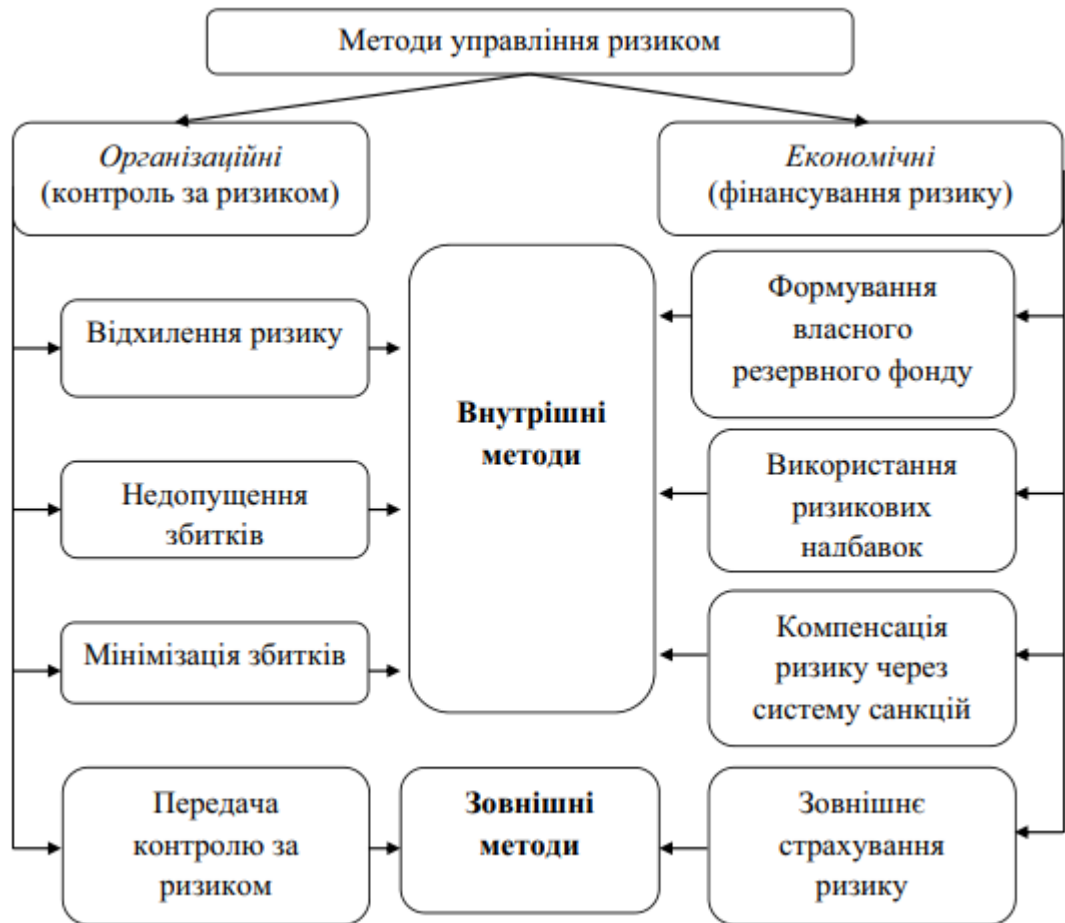 Методи управління ризиком
Організаційні
(контроль за ризиком)
Економічні
(фінансування ризику)
Відхилення ризику
Внутрішні
методи
Формування
власного
резервного фонду
Недопущення
збитків
Використання
ризикових
надбавок
Мінімізація збитків
Компенсація
ризику через
систему санкцій
Передача
контролю за
ризиком
Зовнішні
методи
Зовнішнє
страхування
ризику